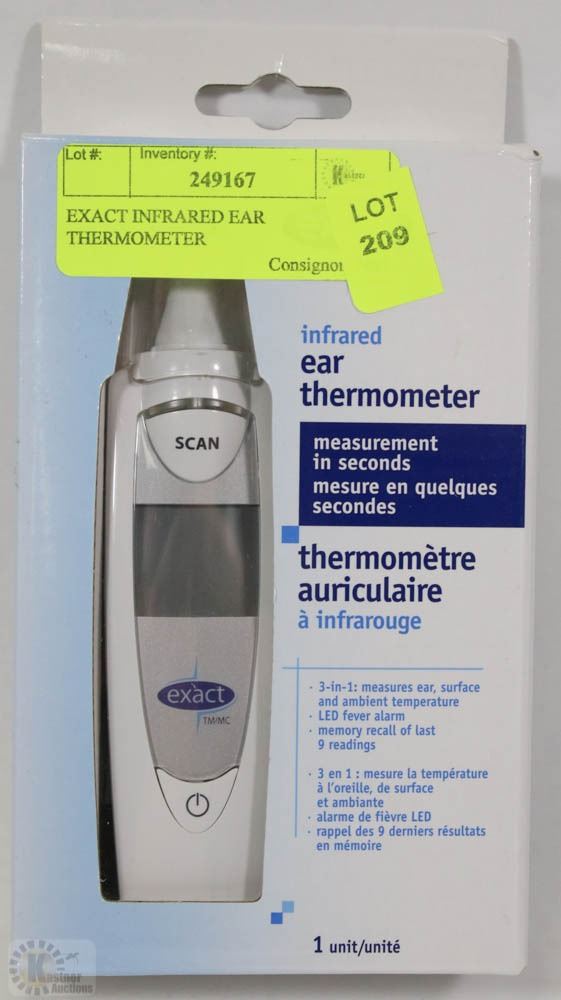 Lot #:
Inventory #:
249167
Kastner
EXACT INFRARED EAR
THERMOMETER
Consignor
LOT
209
infrared
ear
thermometer
measurement
in seconds
mesure en quelques
secondes
thermomètre
auriculaire
à infrarouge
SCAN
exact
TM/MC
· 3-in-1: measures ear, surface
and ambient temperature
· LED fever alarm
· memory recall of last
9 readings
· 3 en 1 : mesure la température
à l'oreille, de surface
et ambiante
· alarme de fièvre LED
· rappel des 9 derniers résultats
en mémoire
1 unit/unité
Kastner
Auctions